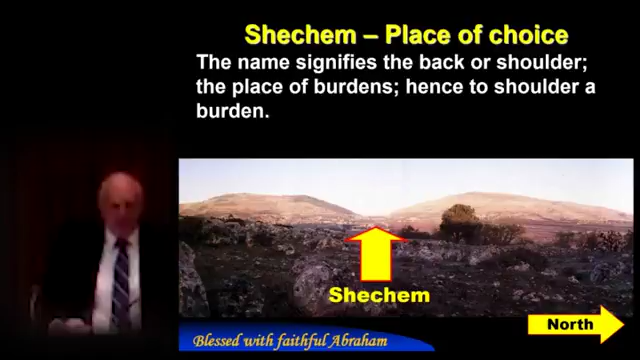 Shechem – Place of choice
The name signifies the back or shoulder;
the place of burdens; hence to shoulder a
burden.
Shechem
North
Blessed with faithful Abraham